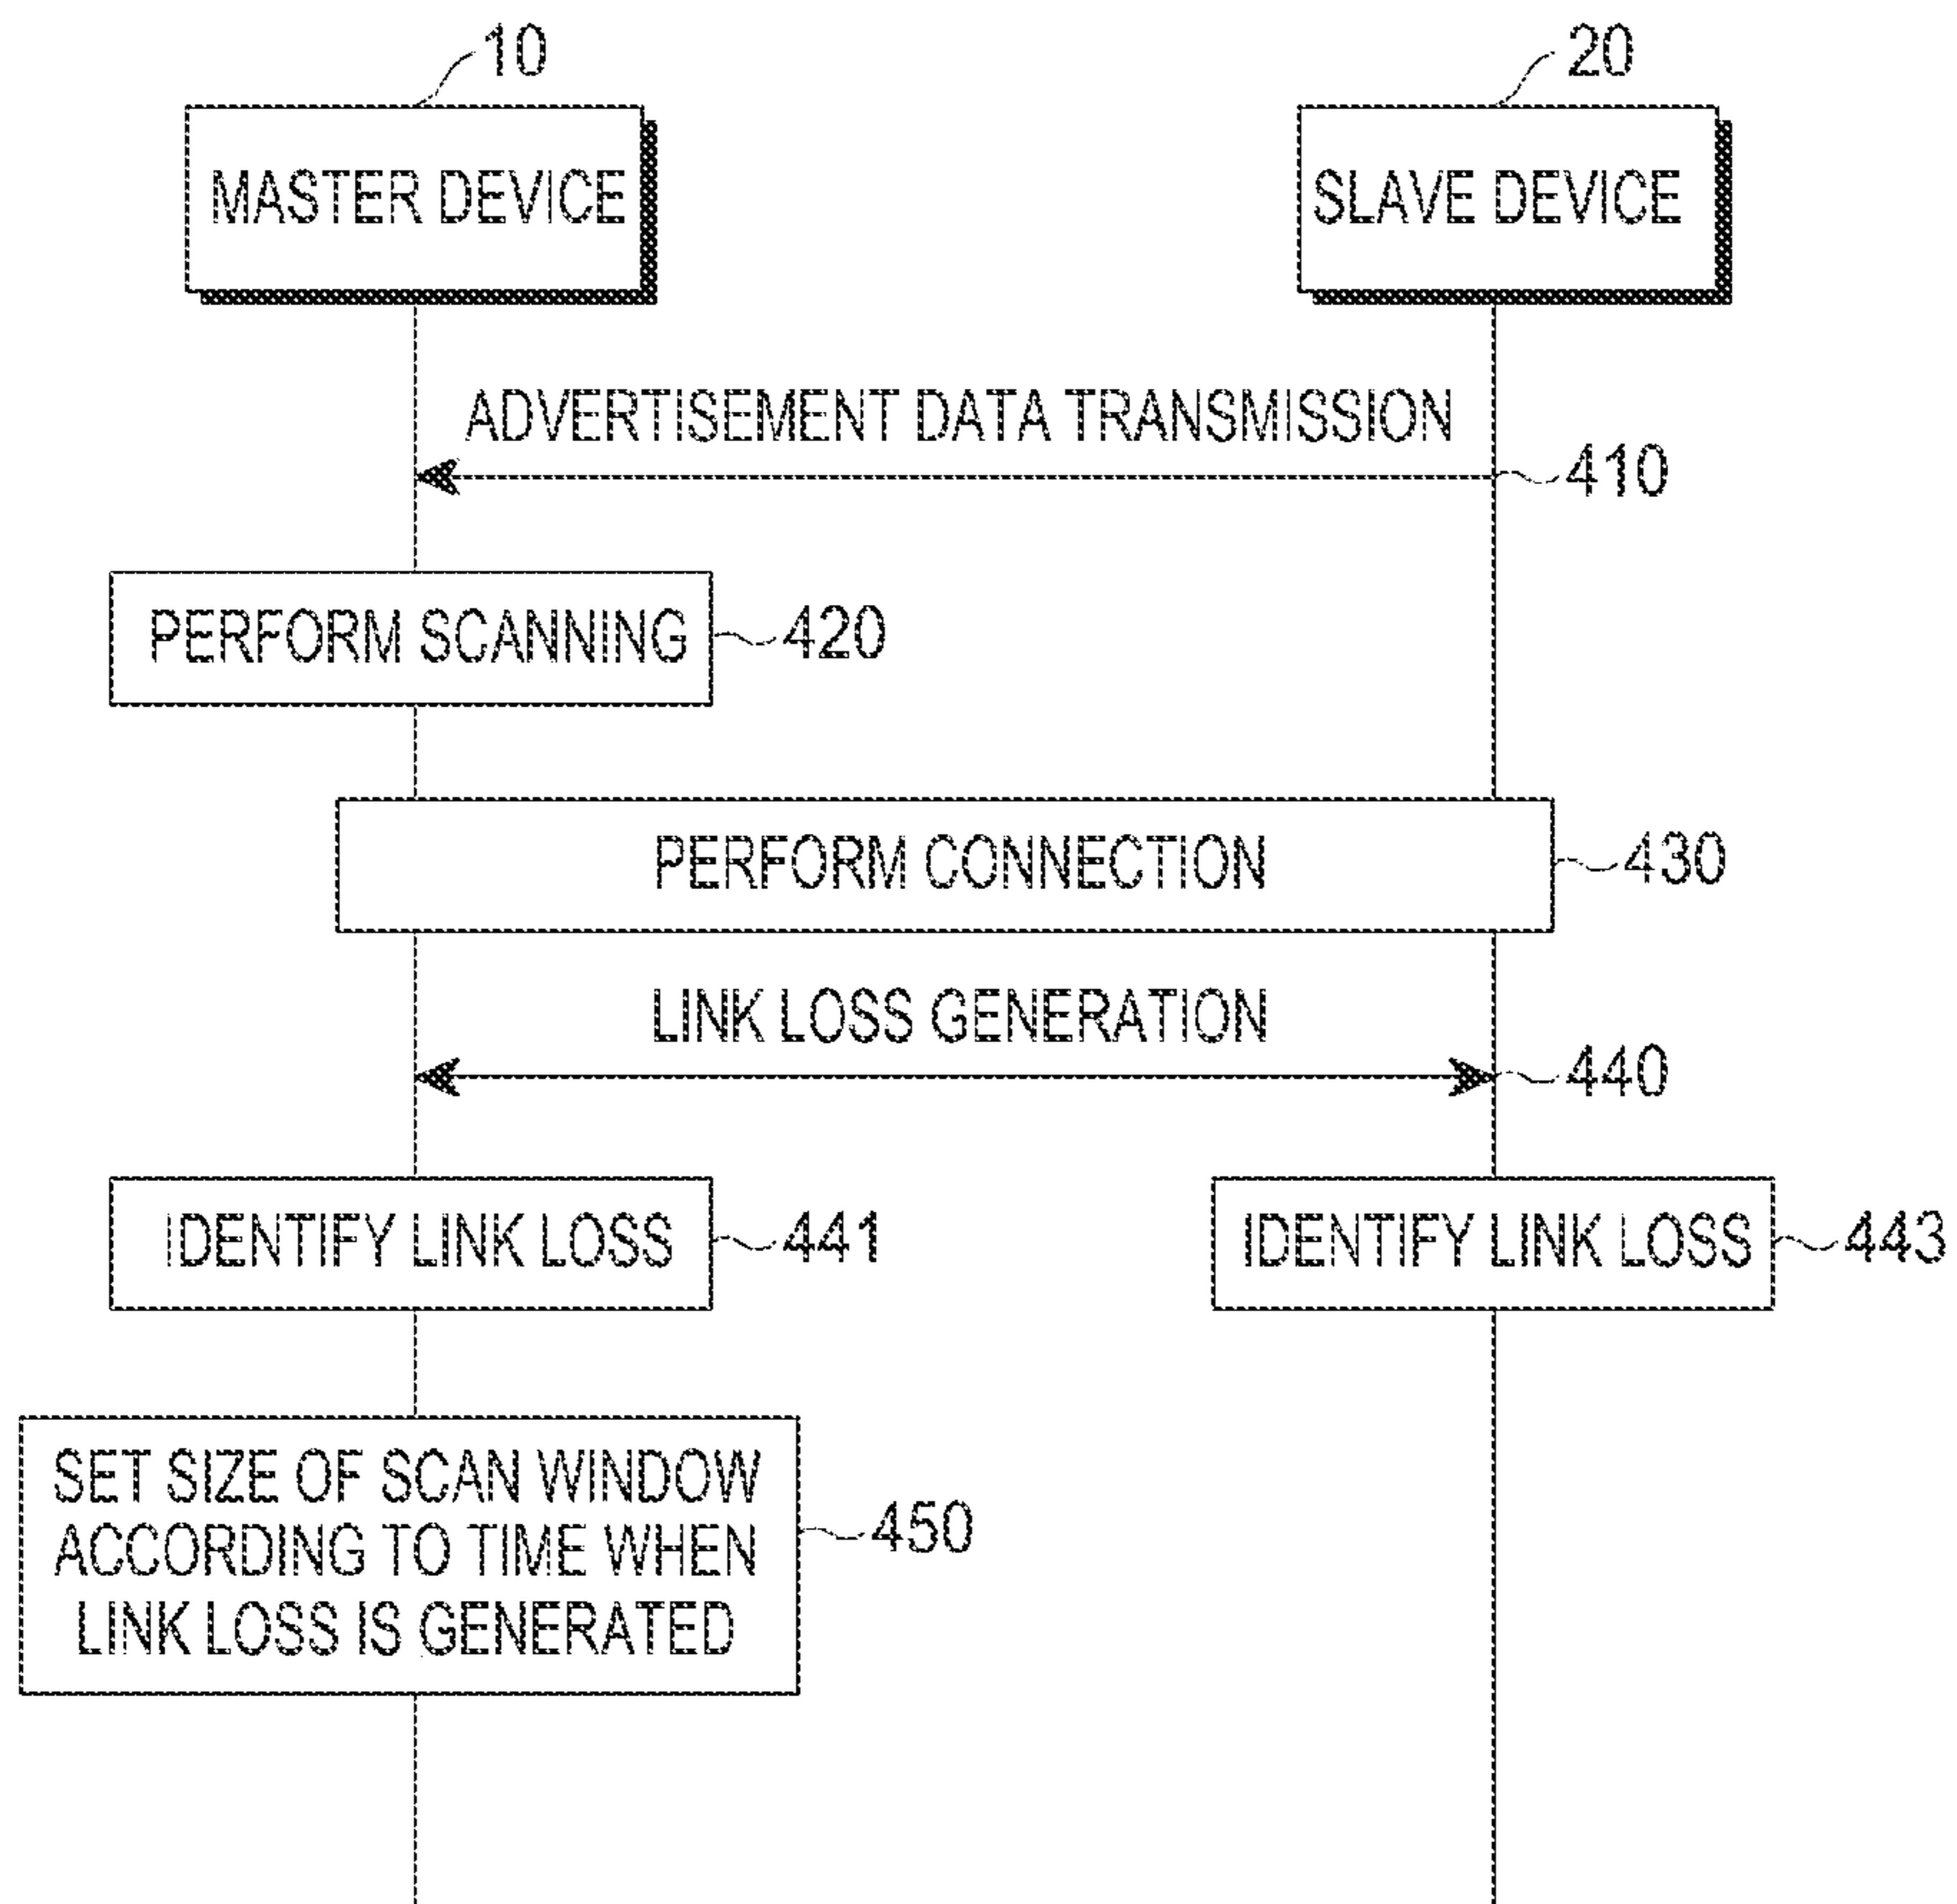 10
20
MASTER DEVICE
SLAVE DEVICE
ADVERTISEMENT DATA TRANSMISSION
410
PERFORM SCANNING
420
PERFORM CONNECTION
430
LINK LOSS GENERATION
440
IDENTIFY LINK LOSS
441
IDENTIFY LINK LOSS
443
SET SIZE OF SCAN WINDOW
ACCORDING TO TIME WHEN
LINK LOSS IS GENERATED
450